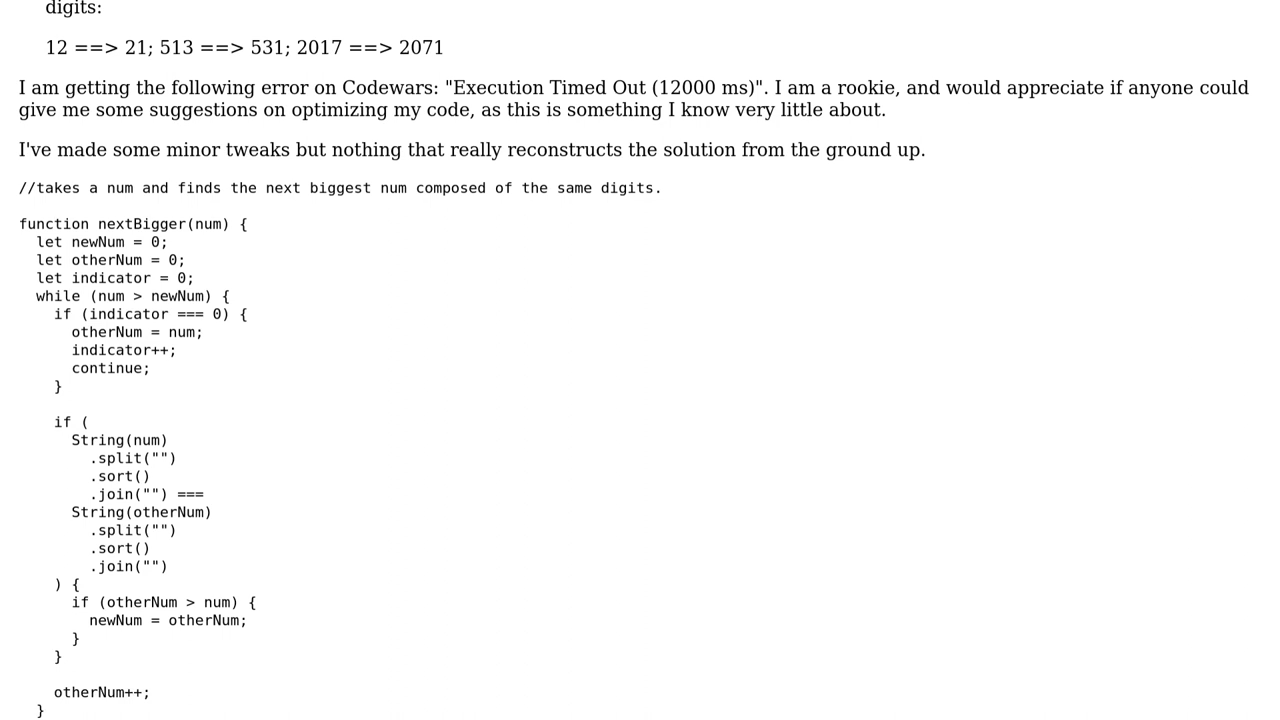 digits:
12 ==> 21; 513 ==> 531; 2017 ==> 2071
I am getting the following error on Codewars: "Execution Timed Out (12000 ms)". I am a rookie, and would appreciate if anyone could
give me some suggestions on optimizing my code, as this is something I know very little about.
I've made some minor tweaks but nothing that really reconstructs the solution from the ground up.
//takes a num and finds the next biggest num composed of the same digits.
function nextBigger(num) {
  let newNum = 0;
  let otherNum = 0;
  let indicator = 0;
  while (num > newNum) {
    if (indicator === 0) {
      otherNum = num;
      indicator++;
      continue;
    }
    if (
      String(num)
        .split("")
        .sort()
        .join("") ===
      String(otherNum)
        .split("")
        .sort()
        .join("")
    ) {
      if (otherNum > num) {
        newNum = otherNum;
      }
    }
    otherNum++;
  }